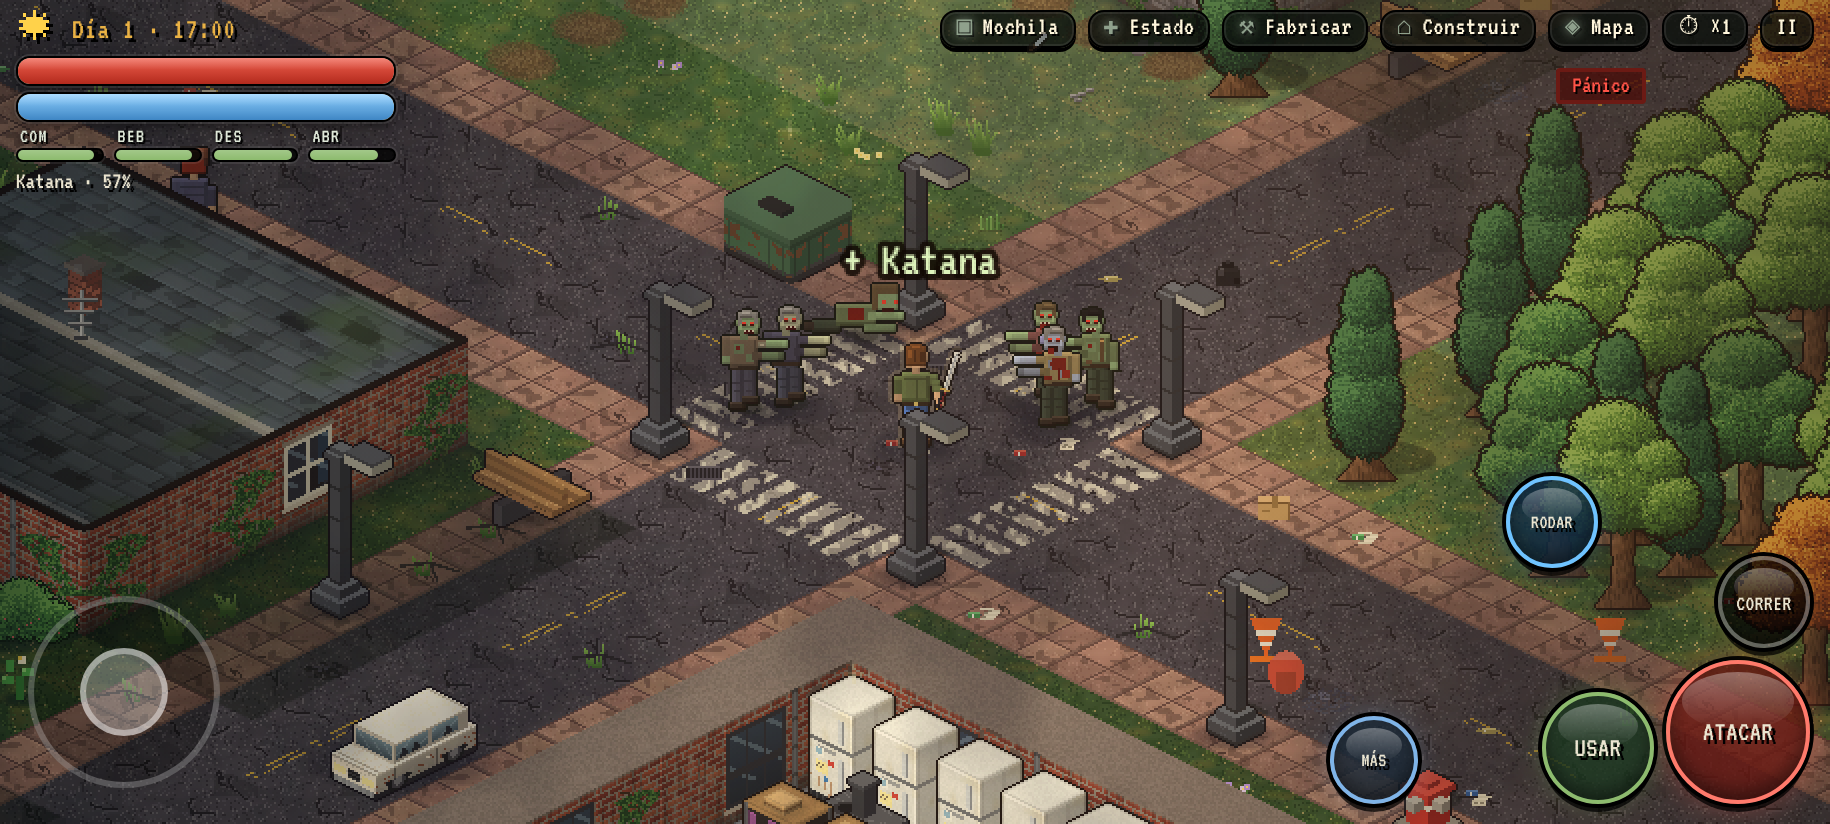 Día 1 · 17:00
Mochila
Estado
Fabricar
Construir
Mapa
X1
II
Pánico
COM
BEB
DES
ABR
Katana · 57%
+ Katana
RODAR
CORRER
ATACAR
USAR
MÁS